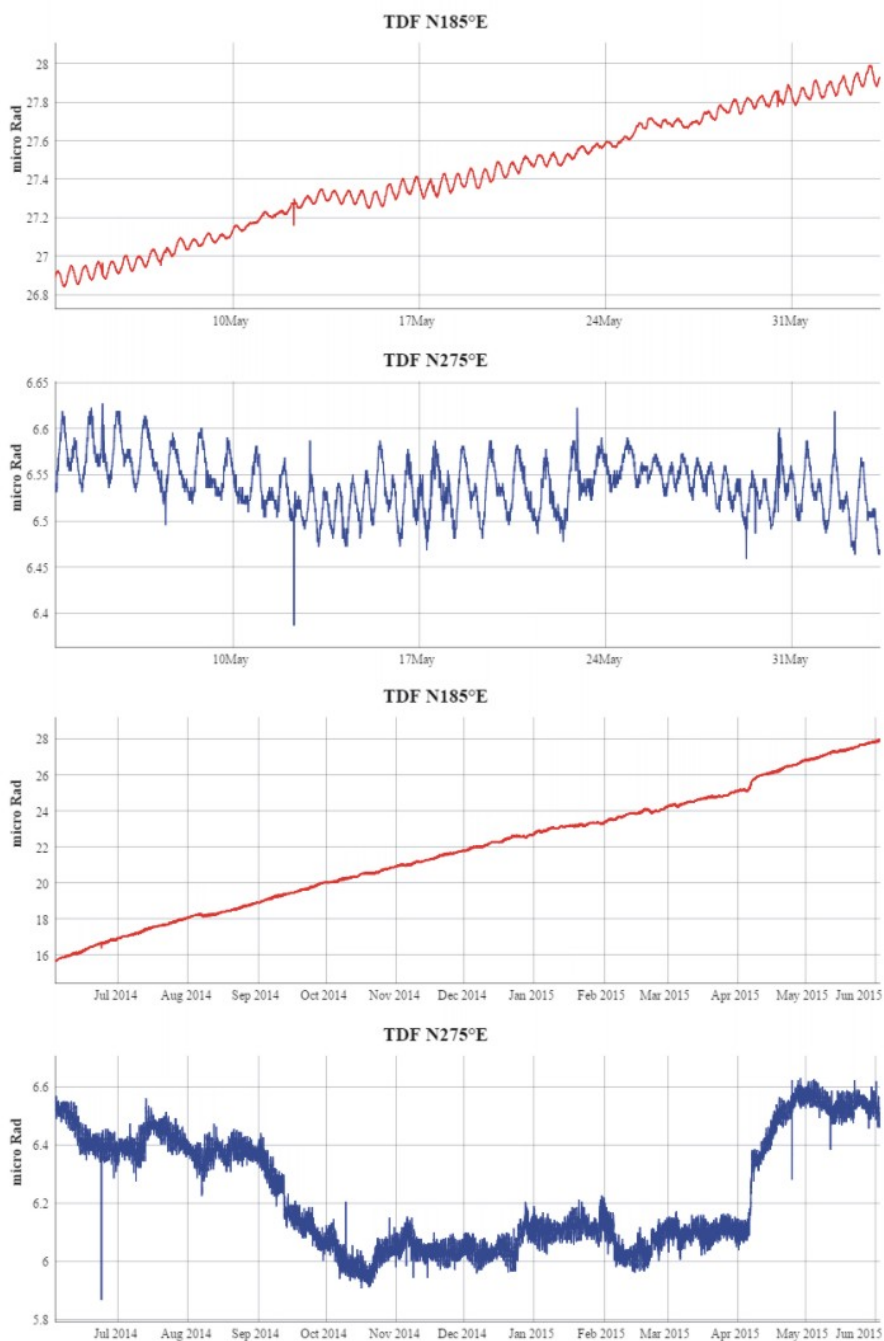 TDF N185°E
28
27.8
27.6
27.4
27.2
27
26.8
micro Rad
10May 17May 24May 31May
TDF N275°E
6.65
6.6
6.55
6.5
6.45
6.4
micro Rad
10May 17May 24May 31May
TDF N185°E
28
26
24
22
20
18
16
micro Rad
Jul 2014 Aug 2014 Sep 2014 Oct 2014 Nov 2014 Dec 2014 Jan 2015 Feb 2015 Mar 2015 Apr 2015 May 2015 Jun 2015
TDF N275°E
6.6
6.4
6.2
6
5.8
micro Rad
Jul 2014 Aug 2014 Sep 2014 Oct 2014 Nov 2014 Dec 2014 Jan 2015 Feb 2015 Mar 2015 Apr 2015 May 2015 Jun 2015